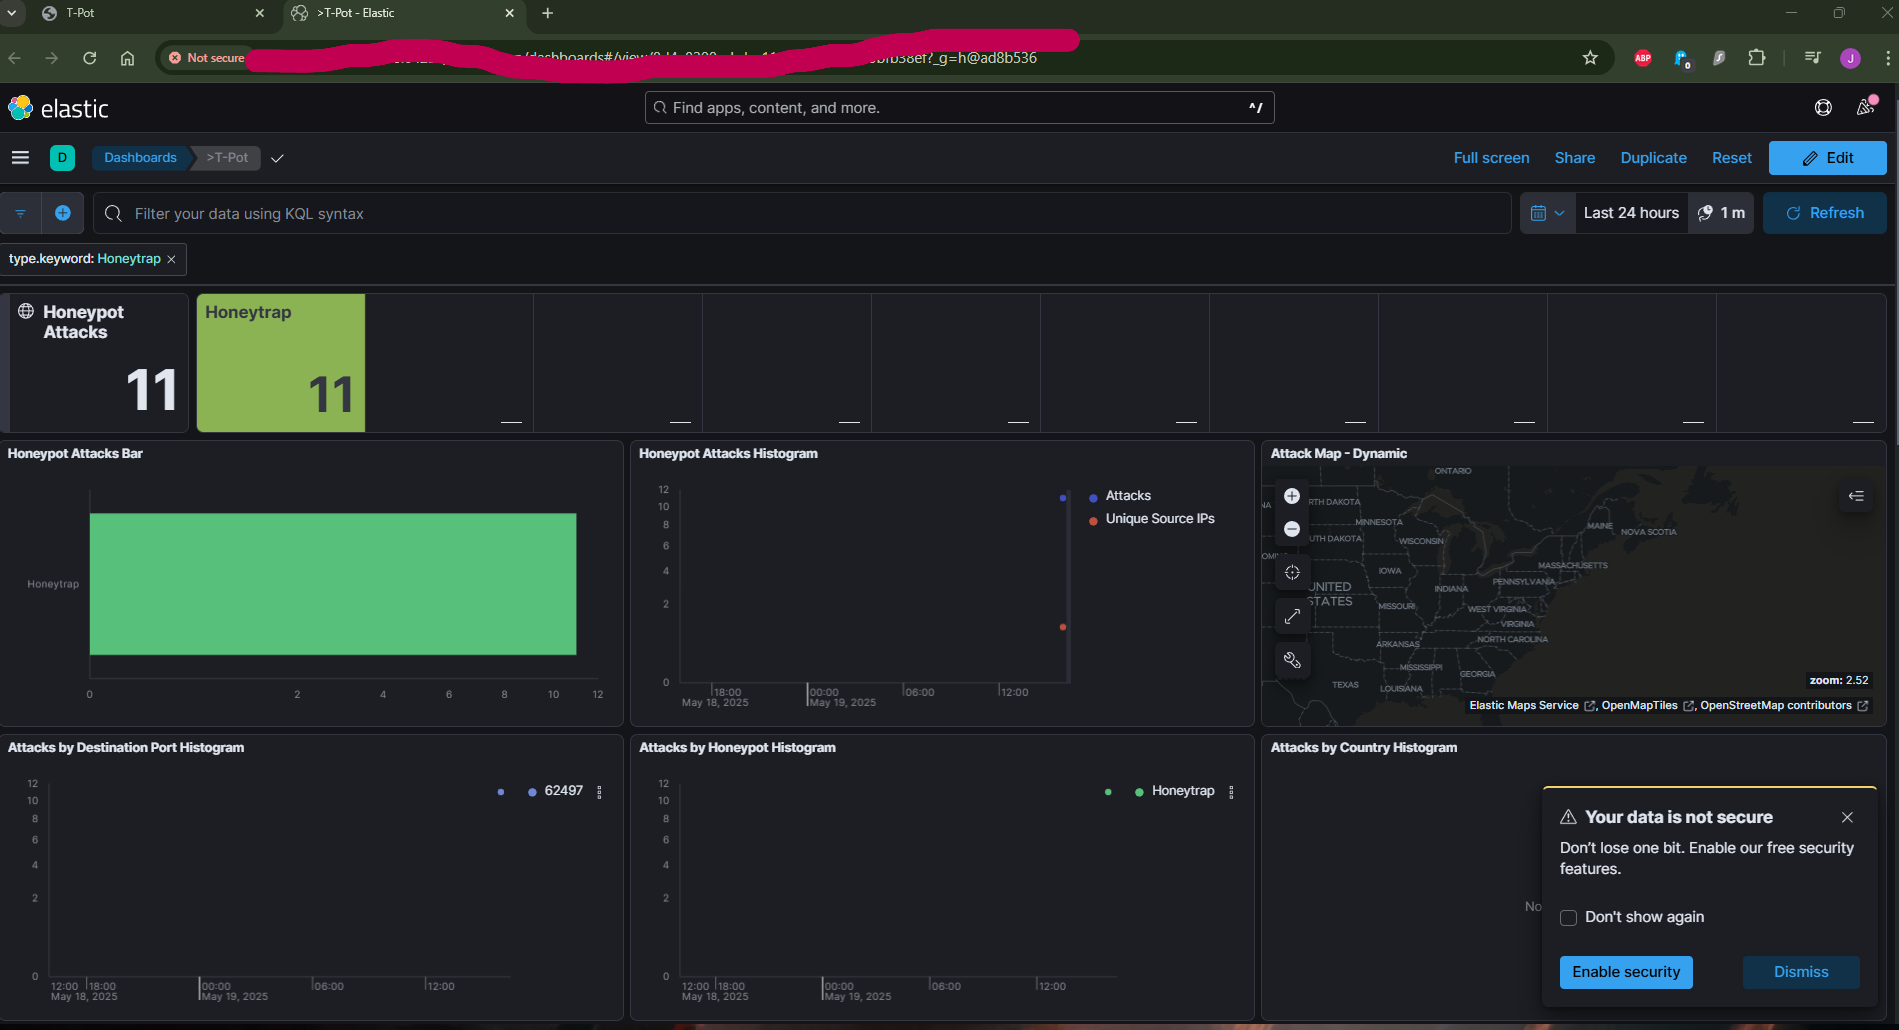 T-Pot
>T-Pot - Elastic
Not secure
?_g=h@ad8b536
ABP
0
J
elastic
Find apps, content, and more.
^/
D
Dashboards
>T-Pot
Full screen
Share
Duplicate
Reset
Edit
Filter your data using KQL syntax
Last 24 hours
1 m
Refresh
type.keyword: Honeytrap
Honeypot
Attacks
11
Honeytrap
11
Honeypot Attacks Bar
Honeytrap
0 2 4 6 8 10 12
Honeypot Attacks Histogram
12
10
8
6
4
2
0
18:00 00:00 06:00 12:00
May 18, 2025 May 19, 2025
Attacks
Unique Source IPs
Attack Map - Dynamic
ONTARIO
RTH DAKOTA
MINNESOTA
MAINE
NOVA SCOTIA
UTH DAKOTA
WISCONSIN
MASSACHUSETTS
IOWA
PENNSYLVANIA
UNITED
STATES
INDIANA
MISSOURI
WEST VIRGINIA
VIRGINIA
NORTH CAROLINA
ARKANSAS
MISSISSIPPI
GEORGIA
TEXAS
LOUISIANA
zoom: 2.52
Elastic Maps Service , OpenMapTiles , OpenStreetMap contributors
Attacks by Destination Port Histogram
12
10
8
6
4
2
0
12:00 18:00 00:00 06:00 12:00
May 18, 2025 May 19, 2025
62497
Attacks by Honeypot Histogram
12
10
8
6
4
2
0
12:00 18:00 00:00 06:00 12:00
May 18, 2025 May 19, 2025
Honeytrap
Attacks by Country Histogram
No
Your data is not secure
Don't lose one bit. Enable our free security
features.
Don't show again
Enable security
Dismiss